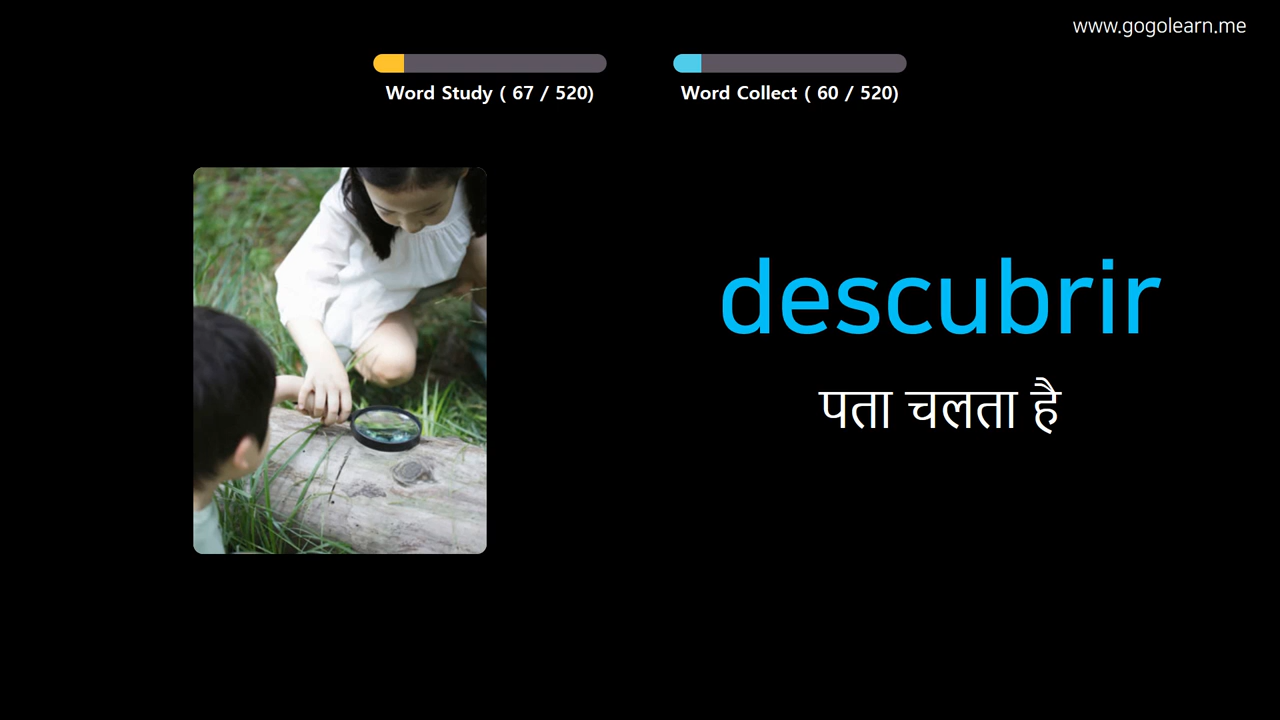 www.gogolearn.me
Word Study ( 67 / 520)
Word Collect ( 60 / 520)
descubrir
पता चलता है